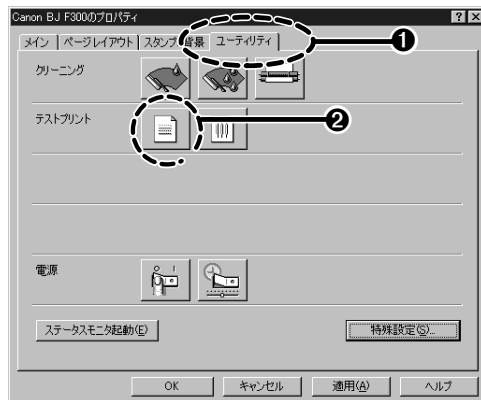 Canon BJ F300のプロパティ
メイン ページレイアウト スタンプ/背景 ユーティリティ ❶
クリーニング
テストプリント ❷
電源
ステータスモニタ起動(E) 特殊設定(S)...
OK キャンセル 適用(A) ヘルプ